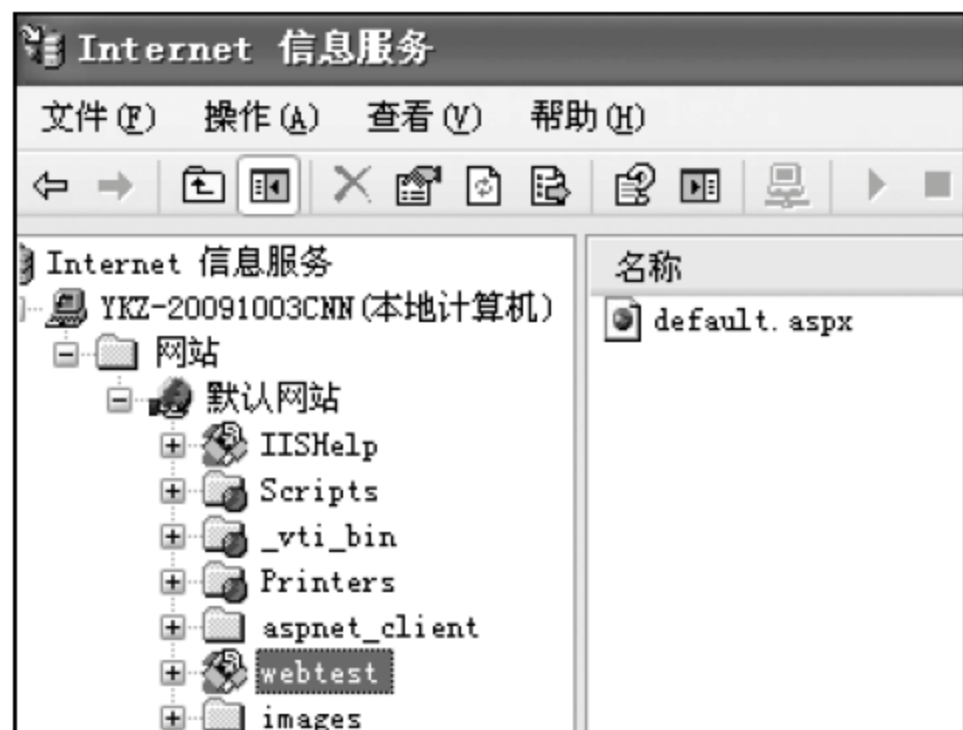 Internet 信息服务
文件(F) 操作(A) 查看(V) 帮助(H)
Internet 信息服务
名称
YKZ-20091003CNN(本地计算机)
default.aspx
网站
默认网站
IISHelp
Scripts
_vti_bin
Printers
aspnet_client
webtest
images